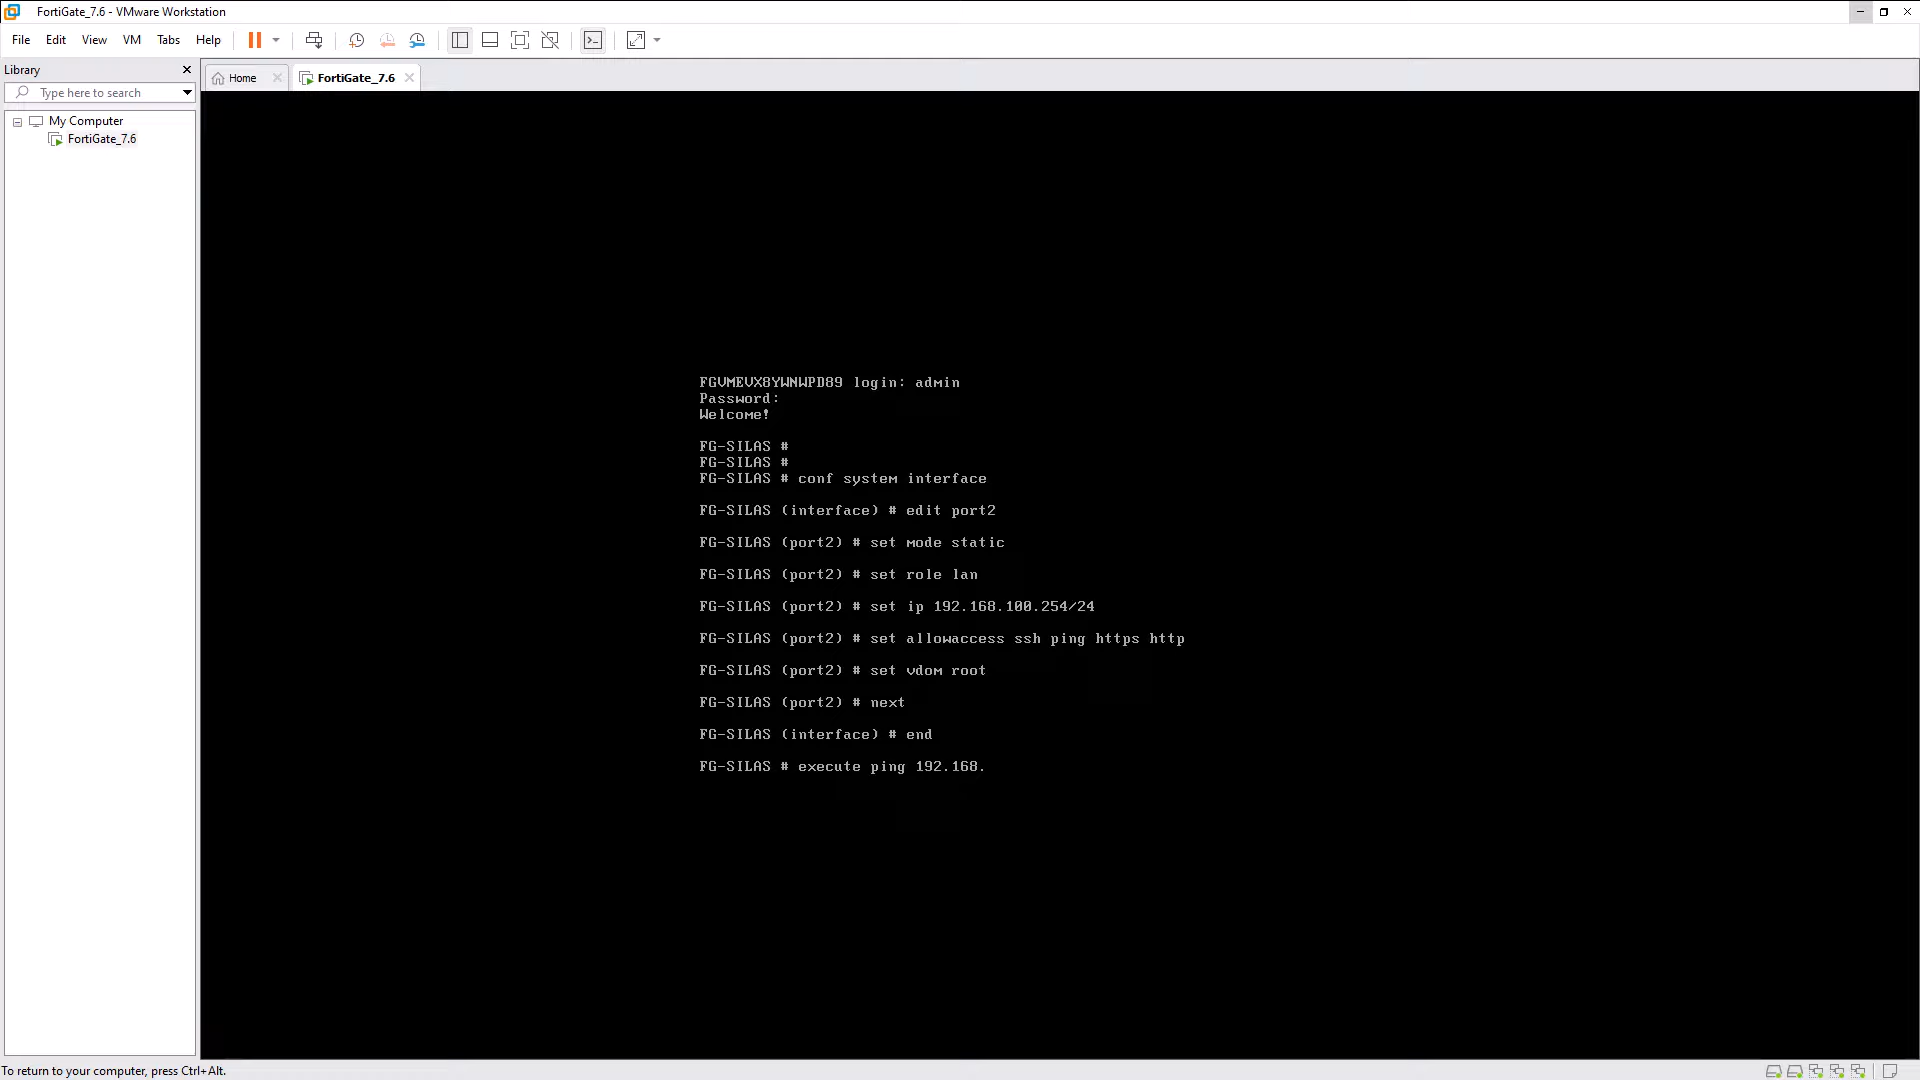 FortiGate_7.6 - VMware Workstation
File Edit View VM Tabs Help
Library
Type here to search
Home
FortiGate_7.6
My Computer
FortiGate_7.6
FGVMEVX8YWNWPD89 login: admin
Password:
Welcome!
FG-SILAS #
FG-SILAS #
FG-SILAS # conf system interface
FG-SILAS (interface) # edit port2
FG-SILAS (port2) # set mode static
FG-SILAS (port2) # set role lan
FG-SILAS (port2) # set ip 192.168.100.254/24
FG-SILAS (port2) # set allowaccess ssh ping https http
FG-SILAS (port2) # set vdom root
FG-SILAS (port2) # next
FG-SILAS (interface) # end
FG-SILAS # execute ping 192.168.
To return to your computer, press Ctrl+Alt.